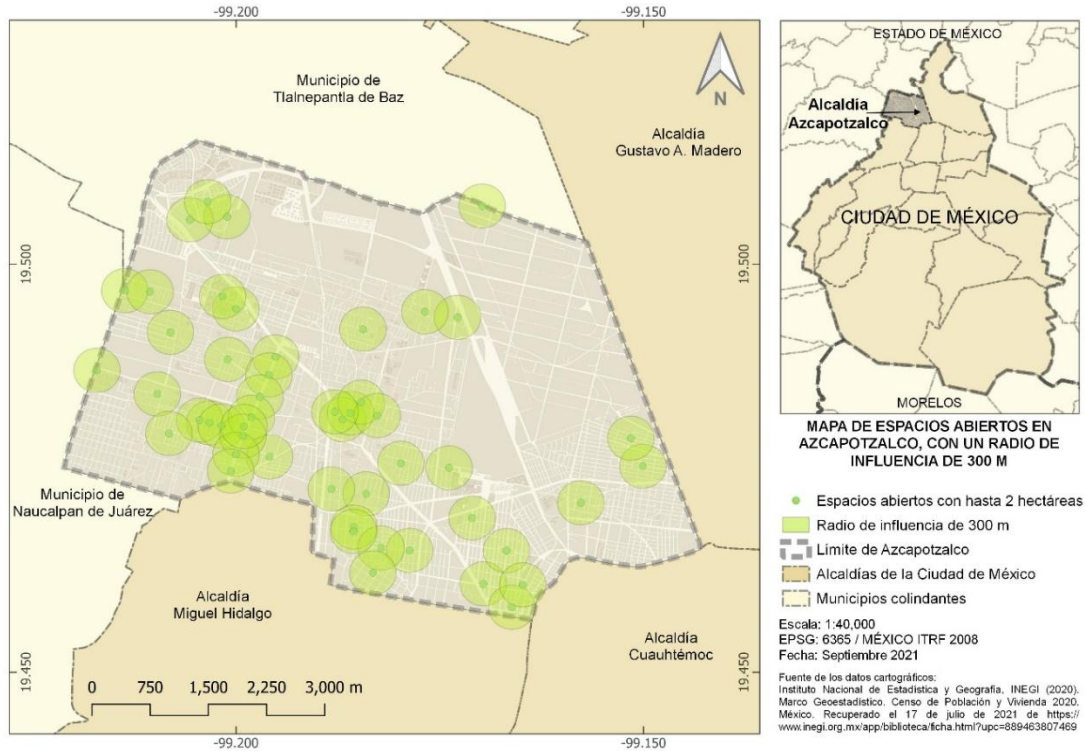 -99.200
-99.150
Municipio de
Tlalnepantla de Baz
N
Alcaldía
Gustavo A. Madero
19.500
19.500
Municipio de
Naucalpan de Juárez
Alcaldía
Miguel Hidalgo
Alcaldía
Cuauhtémoc
19.450
19.450
0 750 1,500 2,250 3,000 m
-99.200
-99.150
ESTADO DE MÉXICO
Alcaldía
Azcapotzalco
CIUDAD DE MÉXICO
MORELOS
MAPA DE ESPACIOS ABIERTOS EN
AZCAPOTZALCO, CON UN RADIO DE
INFLUENCIA DE 300 M
Espacios abiertos con hasta 2 hectáreas
Radio de influencia de 300 m
Limite de Azcapotzalco
Alcaldías de la Ciudad de México
Municipios colindantes
Escala: 1:40,000
EPSG: 6365 / MÉXICO ITRF 2008
Fecha: Septiembre 2021
Fuente de los datos cartográficos:
Instituto Nacional de Estadística y Geografía, INEGI (2020).
Marco Geoestadístico. Censo de Población y Vivienda 2020.
México. Recuperado el 17 de julio de 2021 de https://
www.inegi.org.mx/app/biblioteca/ficha.html?upc=889463807469